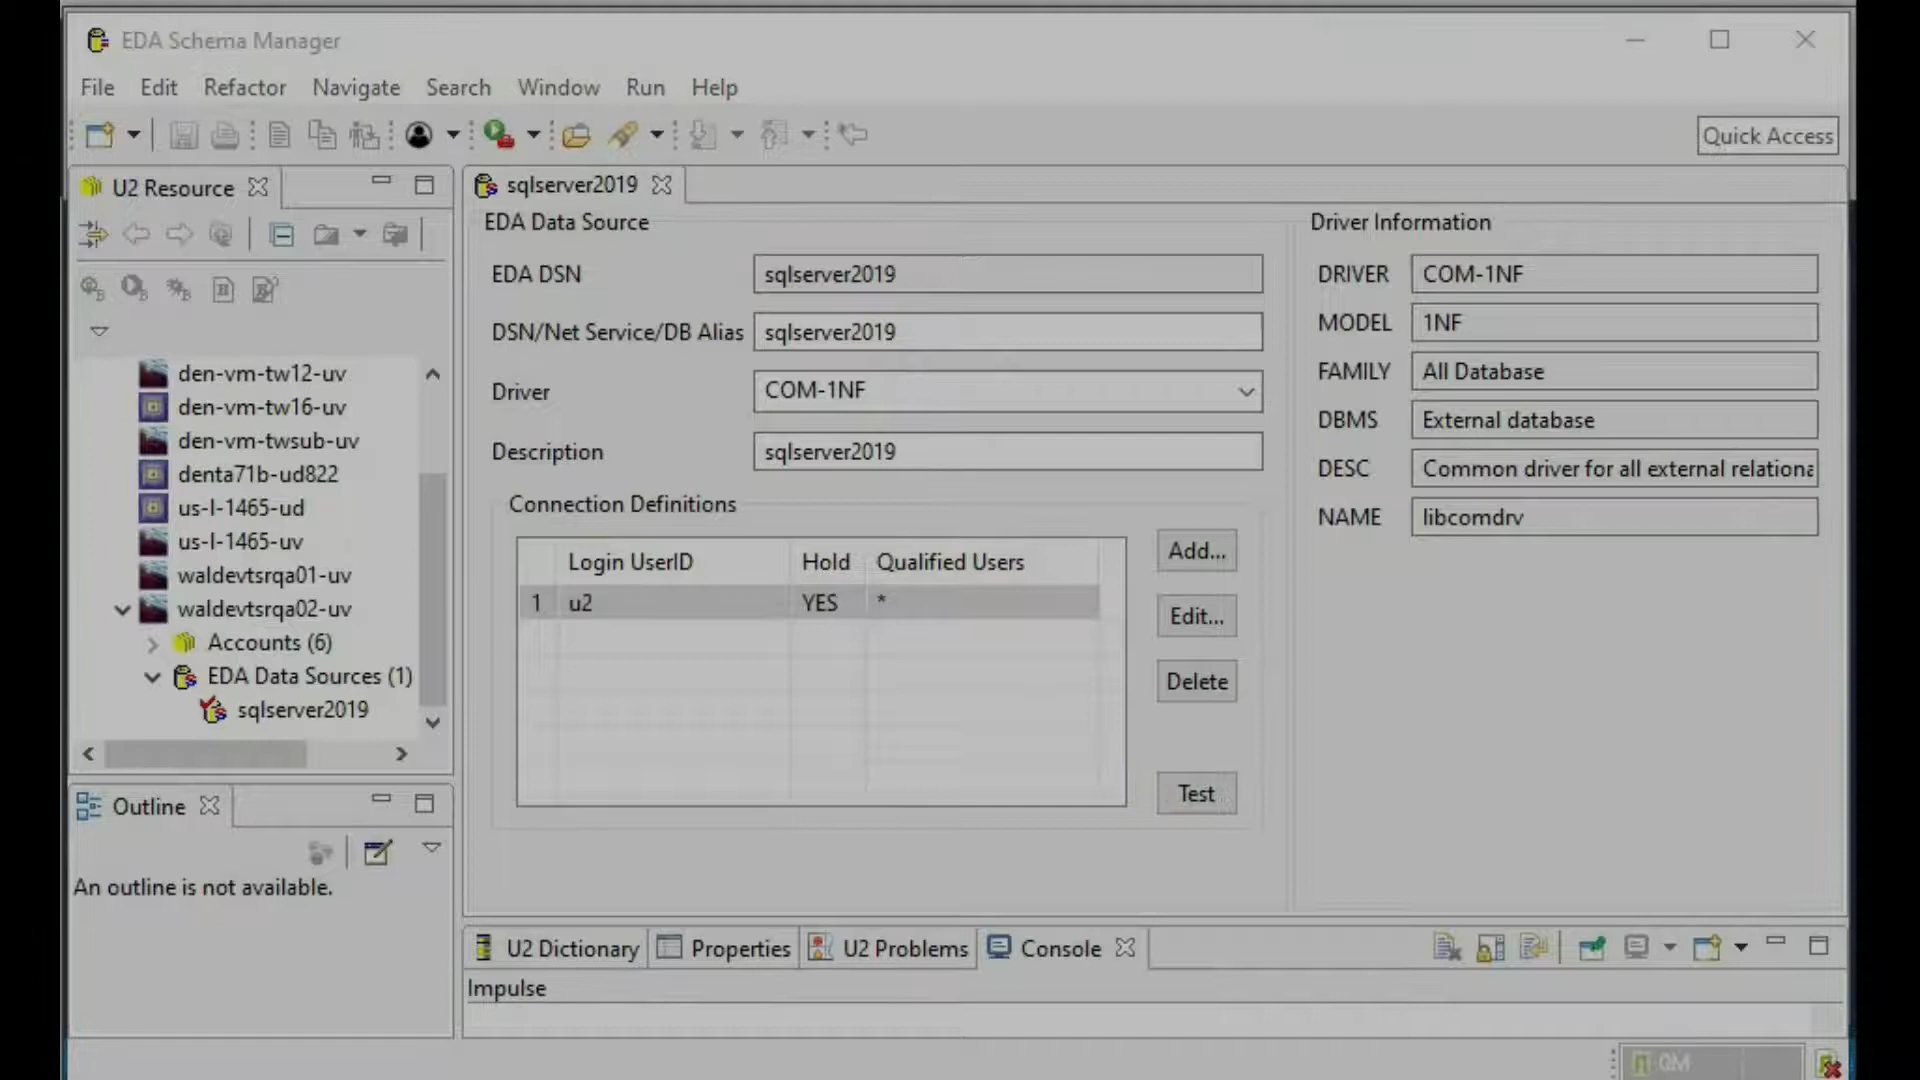 EDA Schema Manager
File Edit Refactor Navigate Search Window Run Help
Quick Access
U2 Resource
den-vm-tw12-uv
den-vm-tw16-uv
den-vm-twsub-uv
denta71b-ud822
us-l-1465-ud
us-l-1465-uv
waldevtsrqa01-uv
waldevtsrqa02-uv
Accounts (6)
EDA Data Sources (1)
sqlserver2019
Outline
An outline is not available.
sqlserver2019
EDA Data Source
EDA DSN sqlserver2019
DSN/Net Service/DB Alias sqlserver2019
Driver COM-1NF
Description sqlserver2019
Connection Definitions
Login UserID Hold Qualified Users
1 u2 YES *
Add...
Edit...
Delete
Test
Driver Information
DRIVER COM-1NF
MODEL 1NF
FAMILY All Database
DBMS External database
DESC Common driver for all external relationa
NAME libcomdrv
U2 Dictionary Properties U2 Problems Console
Impulse